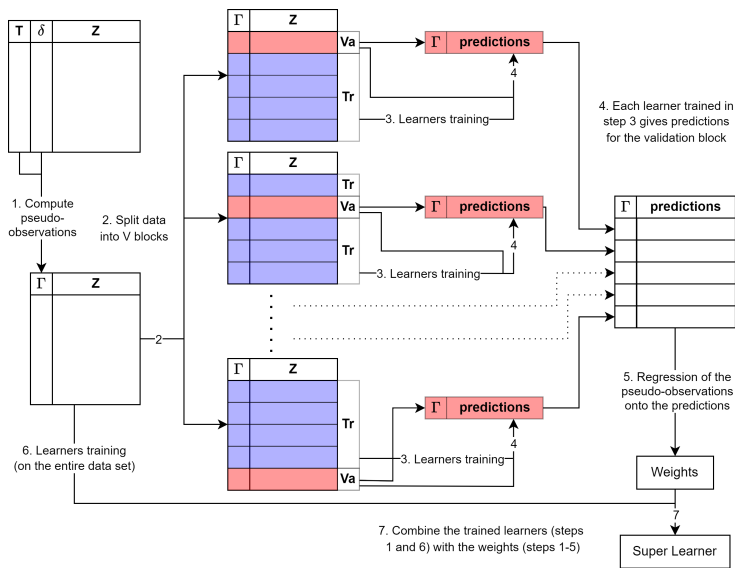 T δ Z
1. Compute
pseudo-
observations
Γ Z
2. Split data
into V blocks
2
6. Learners training
(on the entire data set)
Γ Z
Va
Tr
3. Learners training
4
Γ predictions
Γ Z
Tr
Va
Tr
3. Learners training
4
Γ predictions
Γ Z
Tr
Va
3. Learners training
4
Γ predictions
4. Each learner trained in
step 3 gives predictions
for the validation block
Γ predictions
5. Regression of the
pseudo-observations
onto the predictions
Weights
7
7. Combine the trained learners (steps
1 and 6) with the weights (steps 1-5)
Super Learner